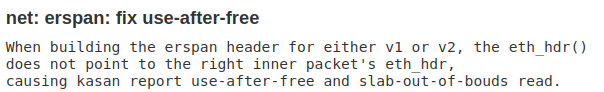 net: erspan: fix use-after-free
When building the erspan header for either v1 or v2, the eth_hdr()
does not point to the right inner packet's eth_hdr,
causing kasan report use-after-free and slab-out-of-bouds read.